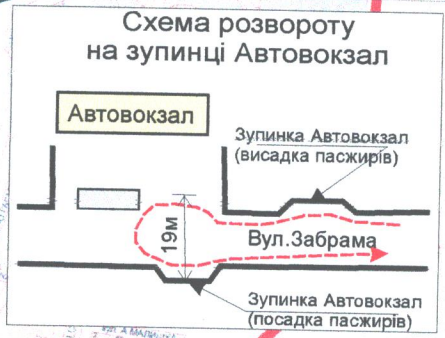 Схема розвороту
на зупинці Автовокзал
Автовокзал
Зупинка Автовокзал
(висадка пасжирів)
19м
Вул.Забрама
Зупинка Автовокзал
(посадка пасжирів)